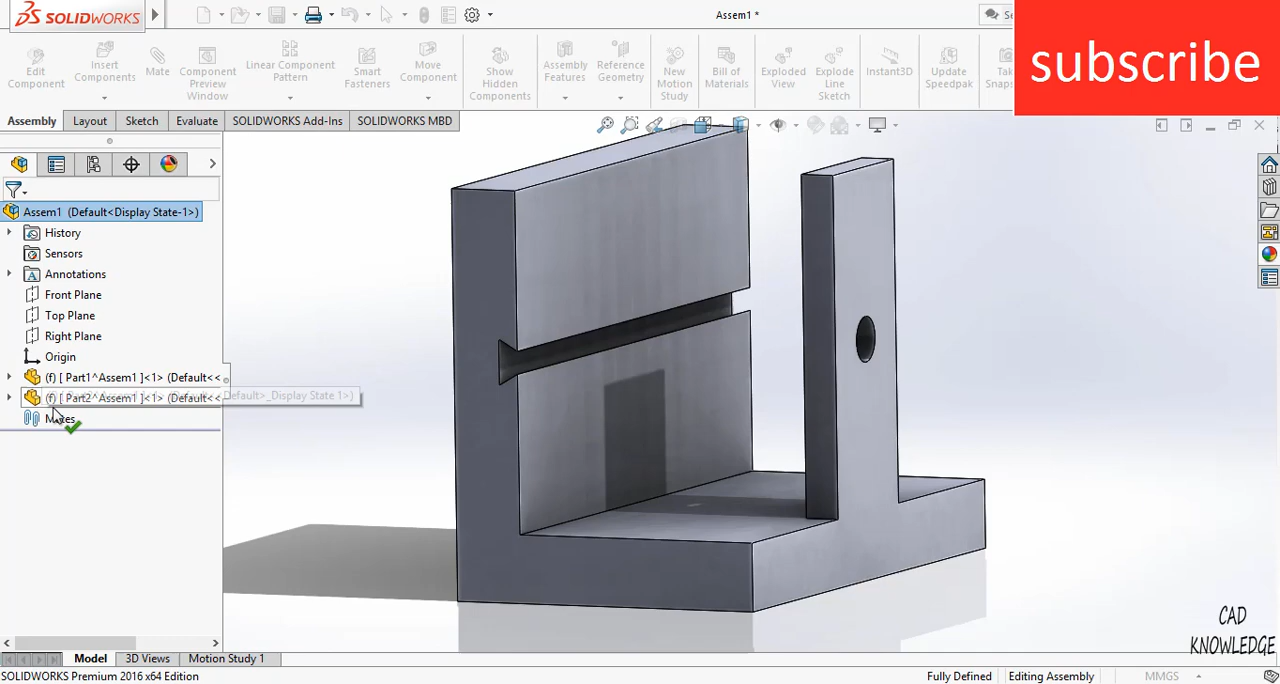 SOLIDWORKS
Assem1 *
subscribe
Edit Component
Insert Components
Mate
Component Preview Window
Linear Component Pattern
Smart Fasteners
Move Component
Show Hidden Components
Assembly Features
Reference Geometry
New Motion Study
Bill of Materials
Exploded View
Explode Line Sketch
Instant3D
Update Speedpak
Assembly
Layout
Sketch
Evaluate
SOLIDWORKS Add-Ins
SOLIDWORKS MBD
Assem1 (Default<Display State-1>)
History
Sensors
Annotations
Front Plane
Top Plane
Right Plane
Origin
(f) [ Part1^Assem1 ]<1> (Default<<
(f) [ Part2^Assem1 ]<1> (Default<<
Default>_Display State 1>)
Mates
CAD
KNOWLEDGE
Model
3D Views
Motion Study 1
SOLIDWORKS Premium 2016 x64 Edition
Fully Defined
Editing Assembly
MMGS